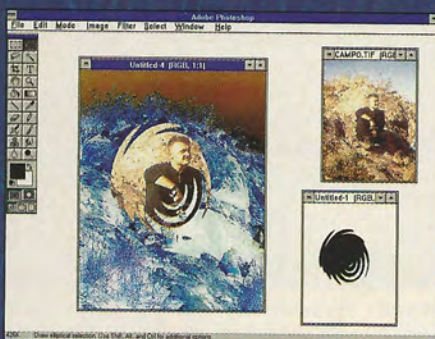 Adobe Photoshop
File Edit Mode Image Filter Select Window Help
Untitled-4 (RGB, 1:1)
CAMPO.TIF (RGB
Untitled-1 (RGB,
Draw elliptical selection. Use Shift, Alt, and Ctrl for additional options.